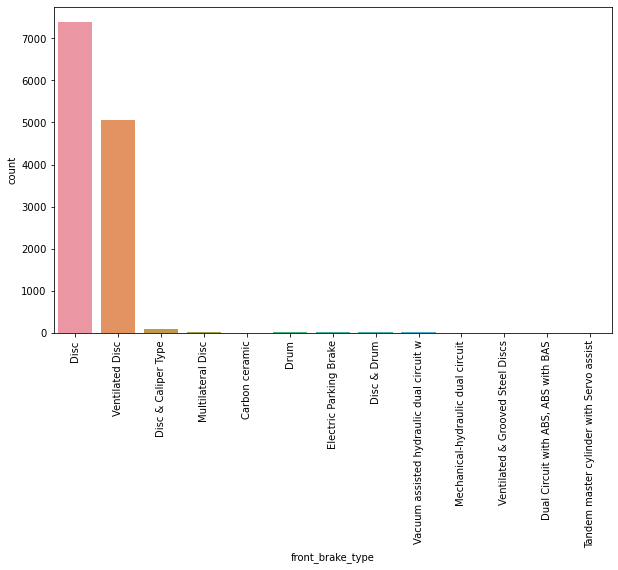 7000
6000
5000
4000
3000
2000
1000
0
count
Disc
Ventilated Disc
Disc & Caliper Type
Multilateral Disc
Carbon ceramic
Drum
Electric Parking Brake
Disc & Drum
Vacuum assisted hydraulic dual circuit w
Mechanical-hydraulic dual circuit
Ventilated & Grooved Steel Discs
Dual Circuit with ABS, ABS with BAS
Tandem master cylinder with Servo assist
front_brake_type